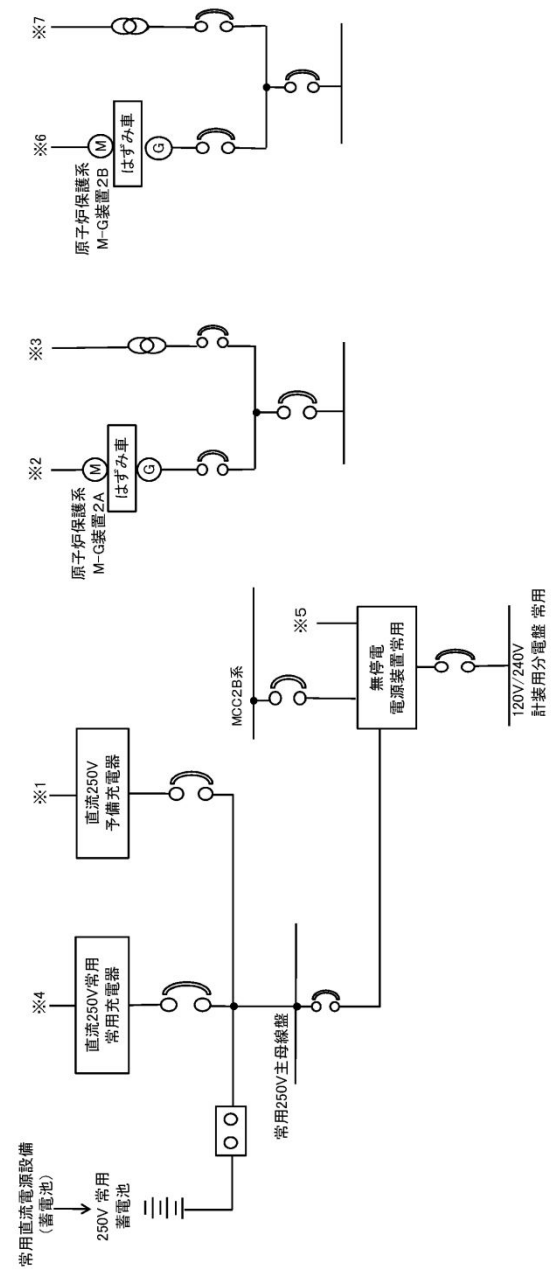 常用直流電源設備
(蓄電池)
250V 常用
蓄電池
※4
直流250V常用
常用充電器
※1
直流250V
予備充電器
常用250V主母線盤
MCC2B系
※5
無停電
電源装置常用
120V/240V
計装用分電盤 常用
※2
原子炉保護系
M-G装置2A
M
はずみ車
G
※3
※6
原子炉保護系
M-G装置2B
M
はずみ車
G
※7